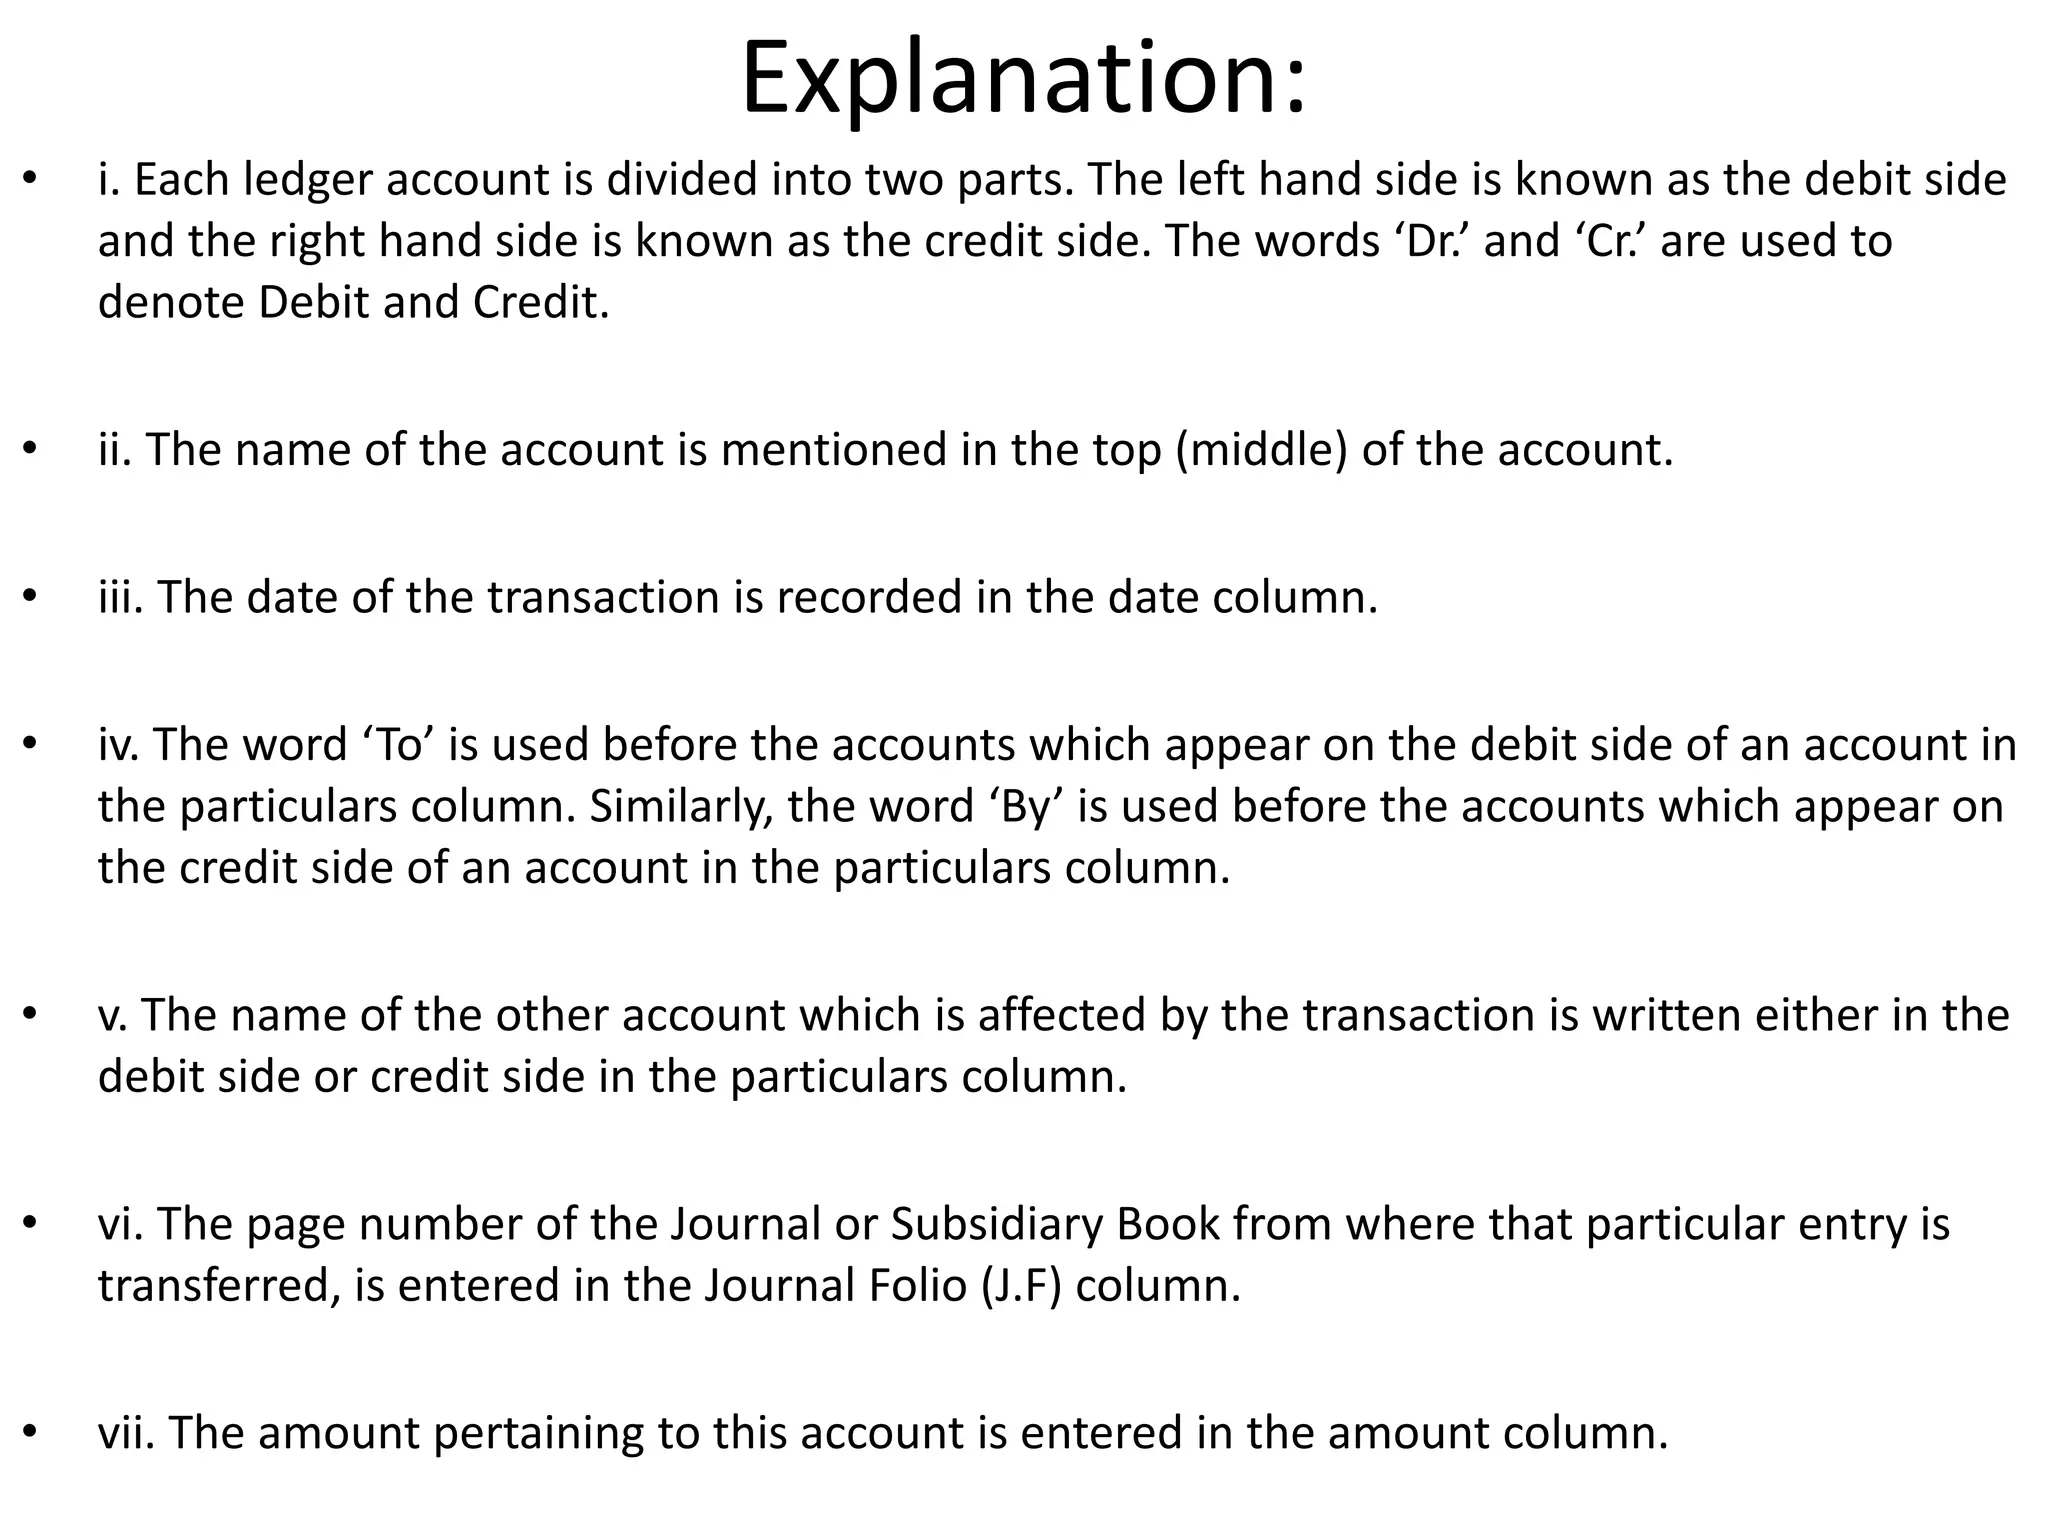 Explanation:
• i. Each ledger account is divided into two parts. The left hand side is known as the debit side
and the right hand side is known as the credit side. The words ‘Dr.’ and ‘Cr.’ are used to
denote Debit and Credit.
• ii. The name of the account is mentioned in the top (middle) of the account.
• iii. The date of the transaction is recorded in the date column.
• iv. The word ‘To’ is used before the accounts which appear on the debit side of an account in
the particulars column. Similarly, the word ‘By’ is used before the accounts which appear on
the credit side of an account in the particulars column.
• v. The name of the other account which is affected by the transaction is written either in the
debit side or credit side in the particulars column.
• vi. The page number of the Journal or Subsidiary Book from where that particular entry is
transferred, is entered in the Journal Folio (J.F) column.
• vii. The amount pertaining to this account is entered in the amount column.